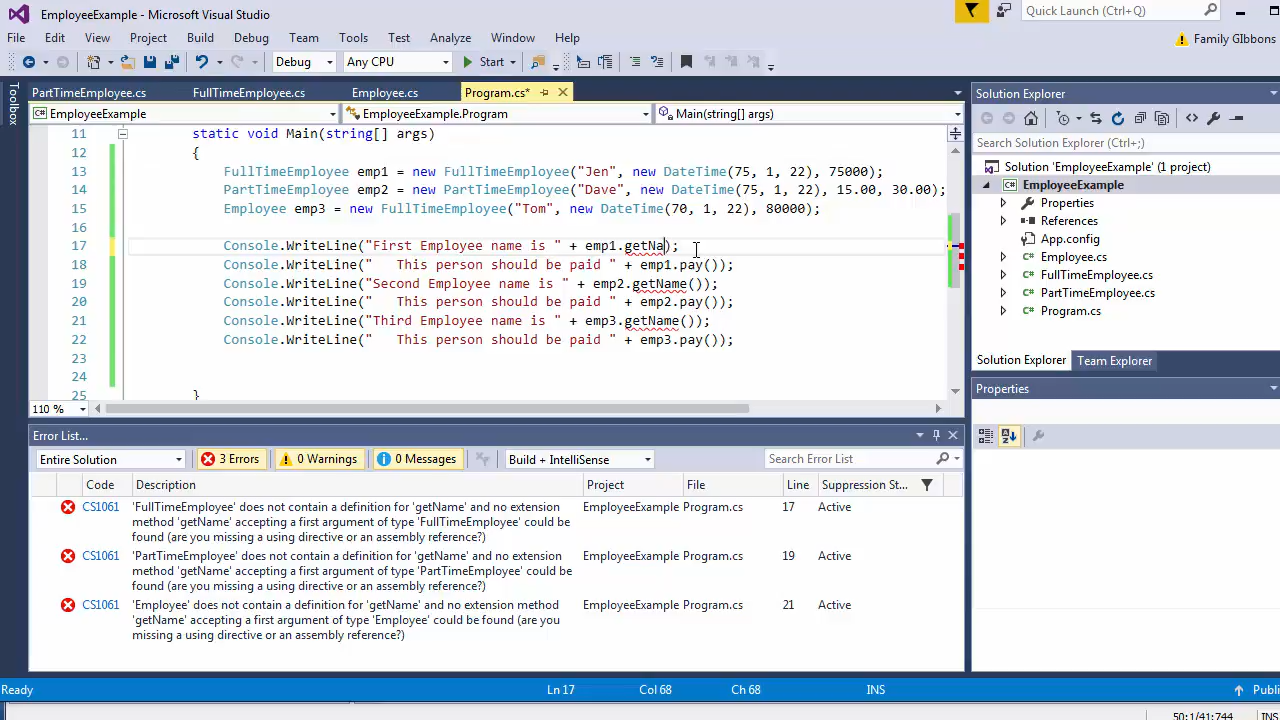 EmployeeExample - Microsoft Visual Studio
Quick Launch (Ctrl+Q)
File Edit View Project Build Debug Team Tools Test Analyze Window Help
Family Gibbons
Debug Any CPU Start
Toolbox
PartTimeEmployee.cs FullTimeEmployee.cs Employee.cs Program.cs*
EmployeeExample EmployeeExample.Program Main(string[] args)
11 static void Main(string[] args)
12 {
13 FullTimeEmployee emp1 = new FullTimeEmployee("Jen", new DateTime(75, 1, 22), 75000);
14 PartTimeEmployee emp2 = new PartTimeEmployee("Dave", new DateTime(75, 1, 22), 15.00, 30.00);
15 Employee emp3 = new FullTimeEmployee("Tom", new DateTime(70, 1, 22), 80000);
16
17 Console.WriteLine("First Employee name is " + emp1.getNa);
18 Console.WriteLine("   This person should be paid " + emp1.pay());
19 Console.WriteLine("Second Employee name is " + emp2.getName());
20 Console.WriteLine("   This person should be paid " + emp2.pay());
21 Console.WriteLine("Third Employee name is " + emp3.getName());
22 Console.WriteLine("   This person should be paid " + emp3.pay());
23
24
25 }
110 %
Solution Explorer
Search Solution Explorer (Ctrl+;)
Solution 'EmployeeExample' (1 project)
EmployeeExample
Properties
References
App.config
Employee.cs
FullTimeEmployee.cs
PartTimeEmployee.cs
Program.cs
Solution Explorer Team Explorer
Properties
Error List...
Entire Solution 3 Errors 0 Warnings 0 Messages Build + IntelliSense Search Error List
Code Description Project File Line Suppression St...
CS1061 'FullTimeEmployee' does not contain a definition for 'getName' and no extension EmployeeExample Program.cs 17 Active
method 'getName' accepting a first argument of type 'FullTimeEmployee' could be
found (are you missing a using directive or an assembly reference?)
CS1061 'PartTimeEmployee' does not contain a definition for 'getName' and no extension EmployeeExample Program.cs 19 Active
method 'getName' accepting a first argument of type 'PartTimeEmployee' could be
found (are you missing a using directive or an assembly reference?)
CS1061 'Employee' does not contain a definition for 'getName' and no extension method EmployeeExample Program.cs 21 Active
'getName' accepting a first argument of type 'Employee' could be found (are you
missing a using directive or an assembly reference?)
Ready Ln 17 Col 68 Ch 68 INS Publi
50:1/41:744 INS